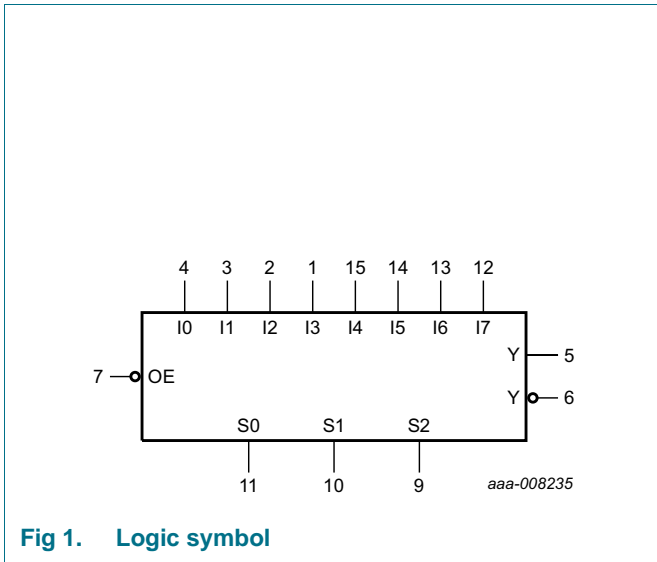 4 3 2 1 15 14 13 12
I0 I1 I2 I3 I4 I5 I6 I7
Y 5
7 OE
Y 6
S0 S1 S2
11 10 9 aaa-008235
Fig 1. Logic symbol